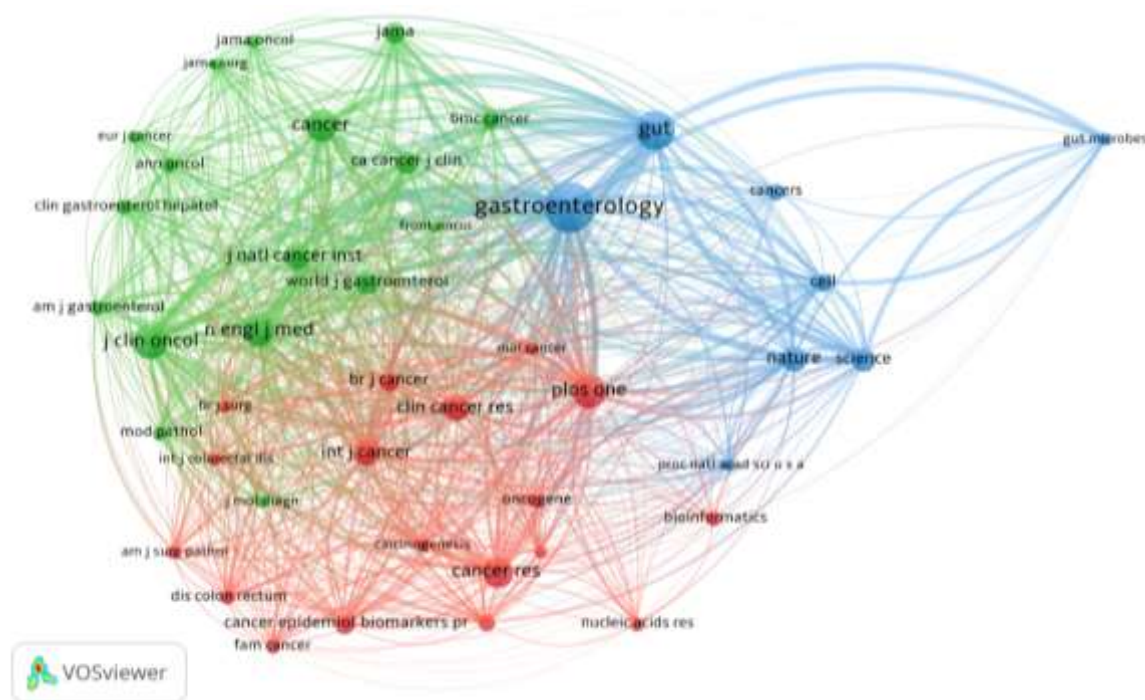 jama
jama oncol
jama surg
cancer
bmc cancer
gut
eur j cancer
gut microbes
ann oncol
ca cancer j clin
cancers
clin gastroenterol hepatol
gastroenterology
front oncol
j natl cancer inst
world j gastroenterol
cell
am j gastroenterol
j clin oncol
n engl j med
mol cancer
nature
science
br j cancer
plos one
br j surg
clin cancer res
mod pathol
int j colorectal dis
int j cancer
proc natl acad sci u s a
j mol diagn
oncogene
bioinformatics
am j surg pathol
carcinogenesis
cancer res
dis colon rectum
cancer epidemiol biomarkers pr
nucleic acids res
fam cancer
VOSviewer